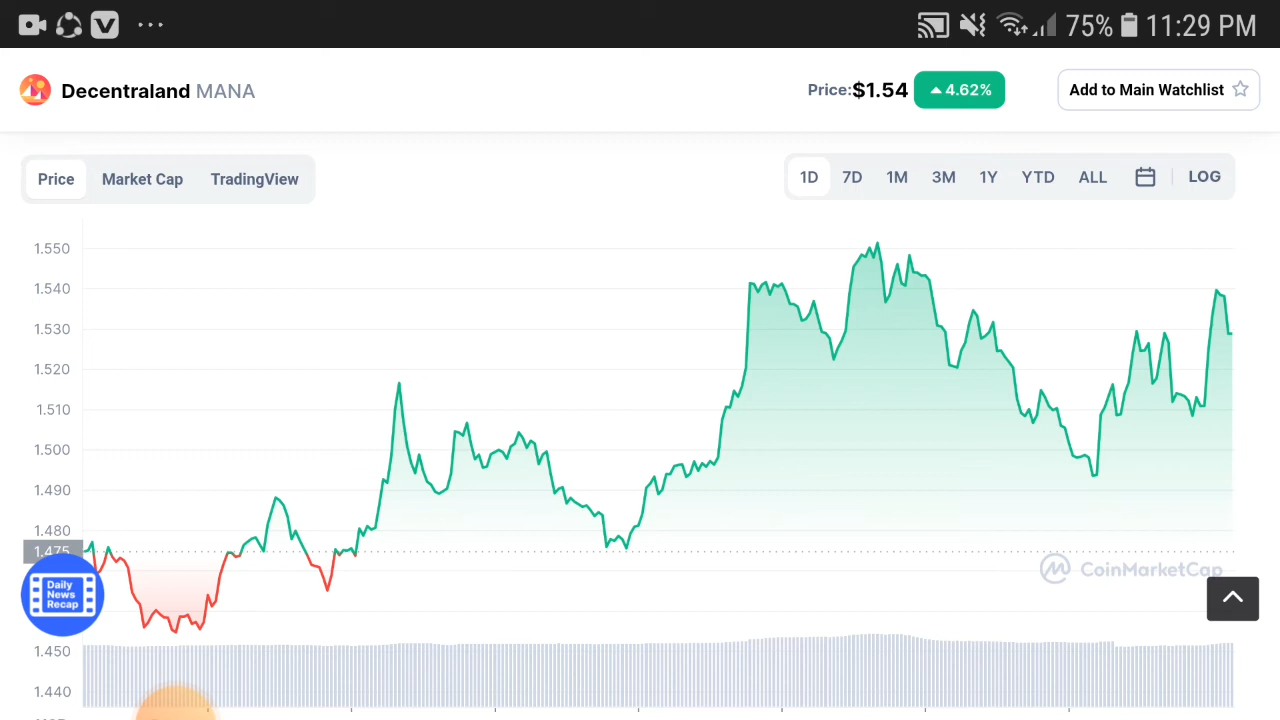 75% 11:29 PM
Decentraland MANA
Price:$1.54 4.62%
Add to Main Watchlist
Price Market Cap TradingView
1D 7D 1M 3M 1Y YTD ALL LOG
1.550
1.540
1.530
1.520
1.510
1.500
1.490
1.480
1.475
CoinMarketCap
Daily
News
Recap
1.450
1.440